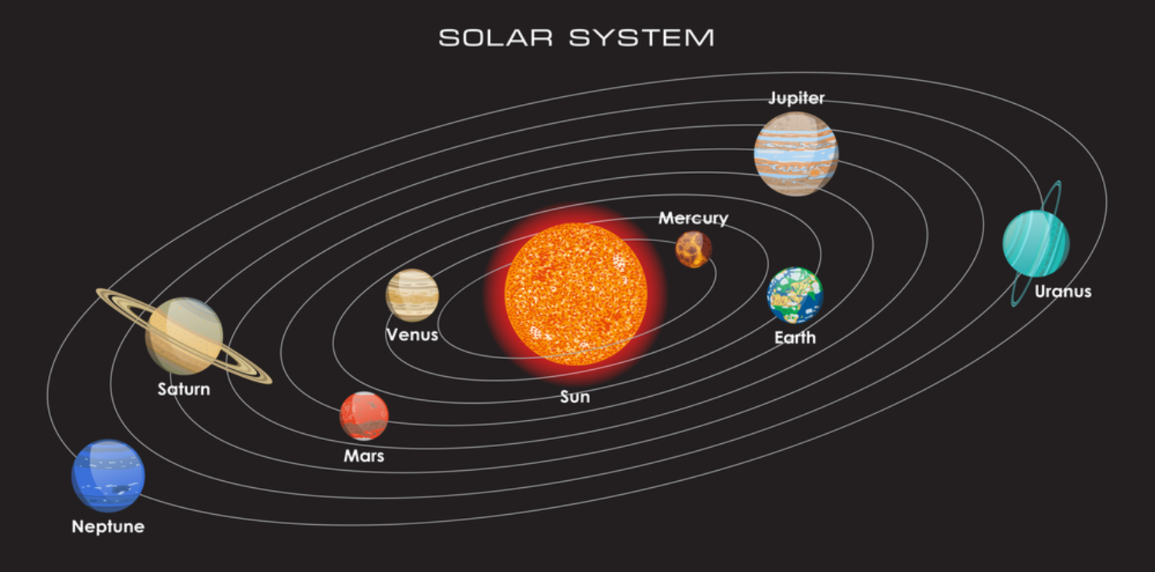 SOLAR SYSTEM
Jupiter
Mercury
Uranus
Venus
Earth
Saturn
Sun
Mars
Neptune